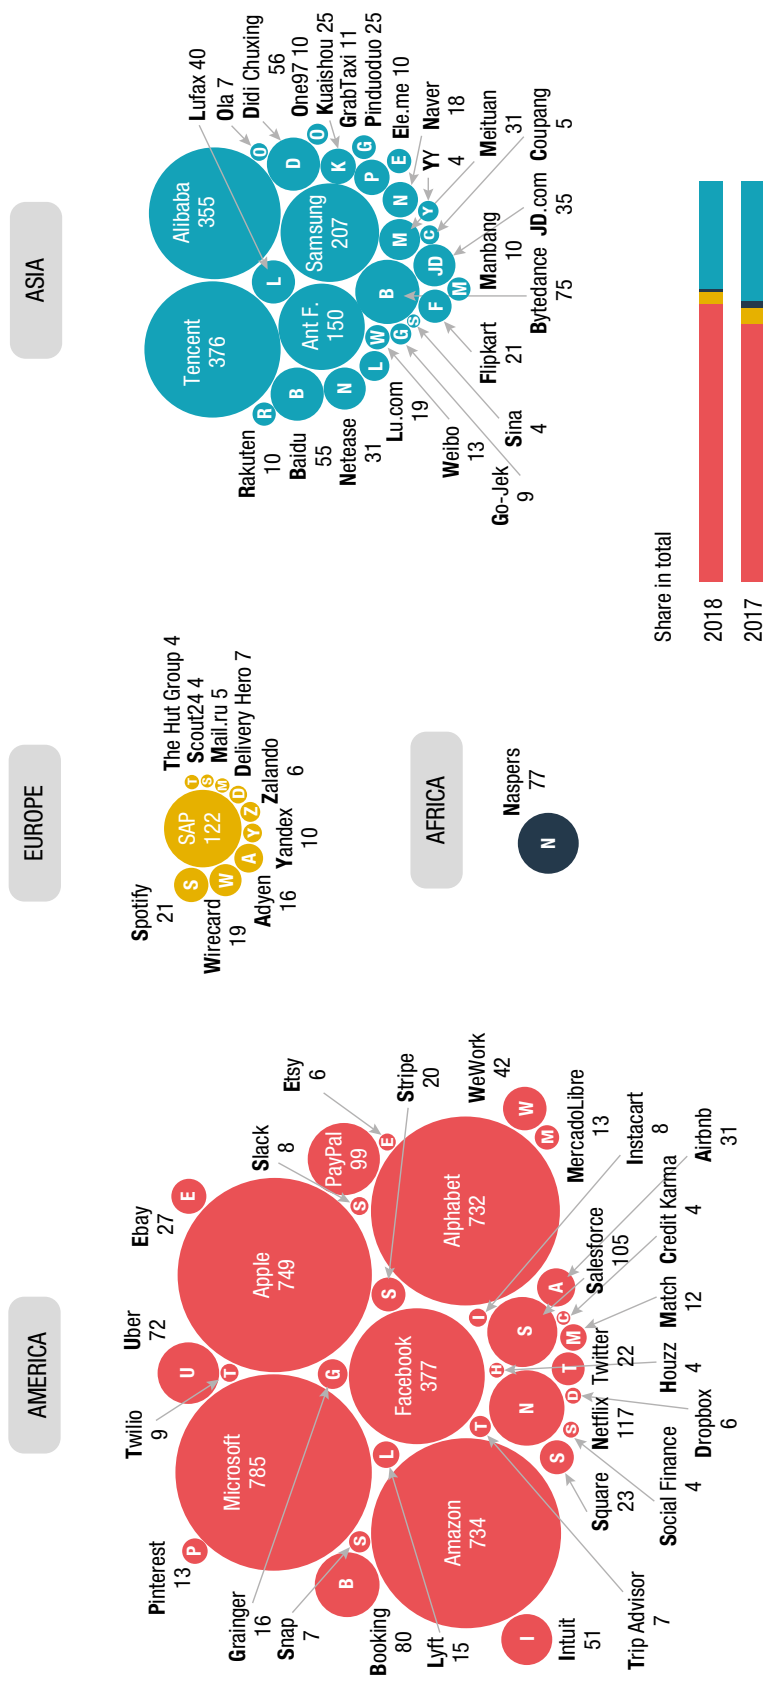 AMERICA
Pinterest
13
P
Twilio
9
T
Uber
72
U
Ebay
27
E
Microsoft
785
Apple
749
Slack
8
S
Etsy
6
E
PayPal
99
Grainger
16
G
Snap
7
S
Booking
80
B
Lyft
15
L
Facebook
377
Stripe
20
S
Alphabet
732
WeWork
42
W
MercadoLibre
13
M
Amazon
734
Intuit
51
I
Trip Advisor
7
T
Square
23
S
Social Finance
4
S
Netflix
117
N
Dropbox
6
D
Twitter
22
T
Houzz
4
H
Match
12
M
Salesforce
105
S
Credit Karma
4
C
Airbnb
31
A
Instacart
8
I
EUROPE
Spotify
21
S
Wirecard
19
W
Adyen
16
A
Yandex
10
Y
Zalando
6
Z
SAP
122
The Hut Group 4
T
Scout24 4
S
Mail.ru 5
M
Delivery Hero 7
D
AFRICA
Naspers
77
N
ASIA
Lufax 40
L
Ola 7
O
Didi Chuxing
56
D
One97 10
O
Kuaishou 25
K
GrabTaxi 11
G
Pinduoduo 25
P
Ele.me 10
E
Naver
18
N
YY
4
Y
Meituan
31
M
Coupang
5
C
JD.com
35
JD
Manbang
10
M
Bytedance
75
B
Flipkart
21
F
Sina
4
S
Go-Jek
9
G
Weibo
13
W
Lu.com
19
L
Netease
31
N
Baidu
55
B
Rakuten
10
R
Tencent
376
Alibaba
355
Ant F.
150
Samsung
207
Share in total
2018
2017